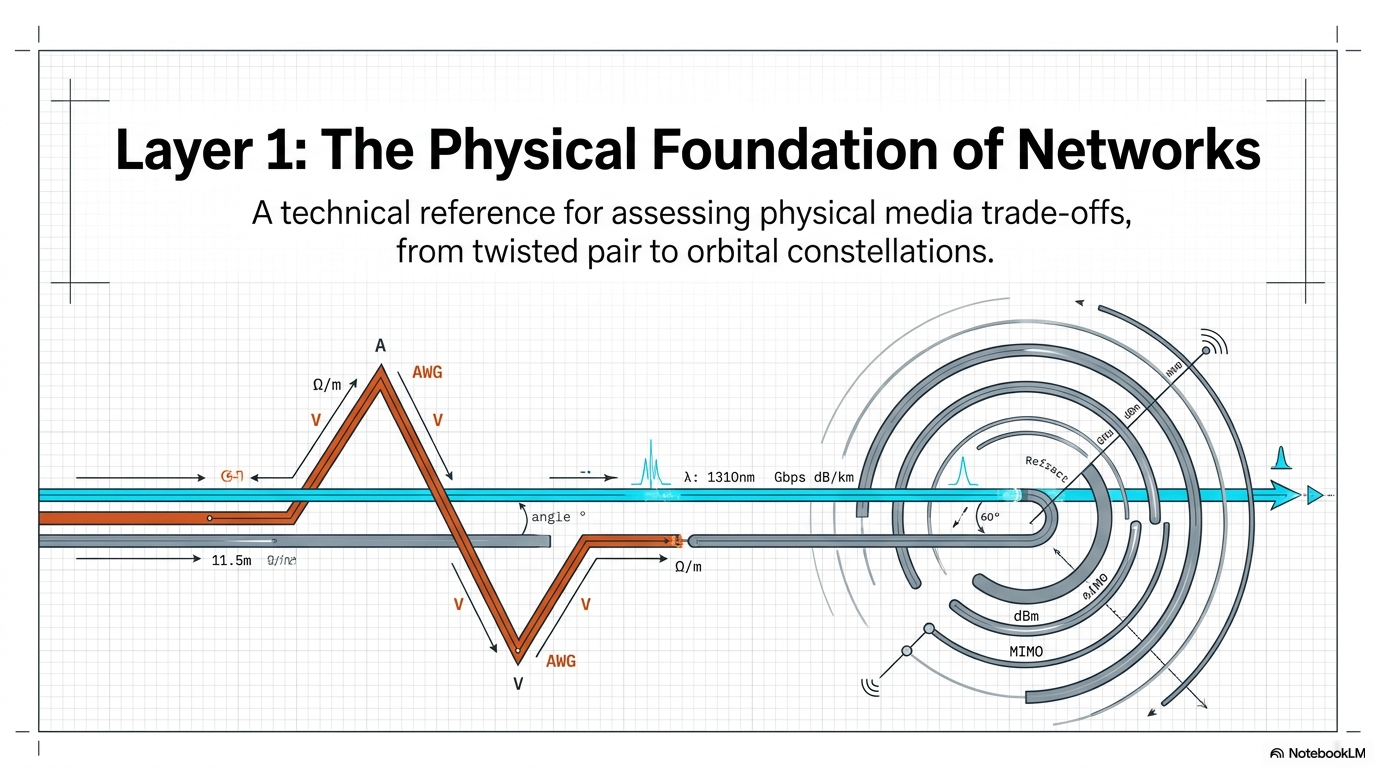 Layer 1: The Physical Foundation of Networks
A technical reference for assessing physical media trade-offs,
from twisted pair to orbital constellations.
A
AWG
Ω/m
V
V
λ: 1310nm
Gbps dB/km
angle °
60°
11.5m
Ω/m
V
V
AWG
V
dBm
MIMO
NotebookLM